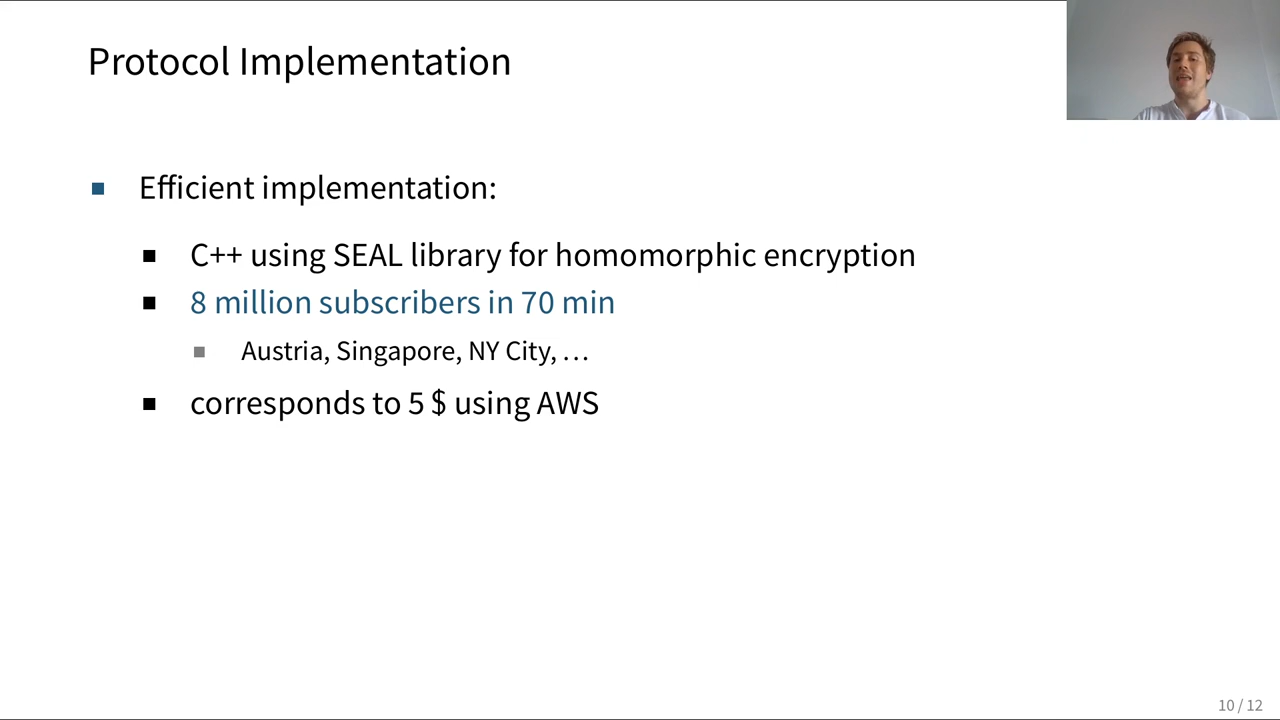 Protocol Implementation
Efficient implementation:
C++ using SEAL library for homomorphic encryption
8 million subscribers in 70 min
Austria, Singapore, NY City, …
corresponds to 5 $ using AWS
10 / 12